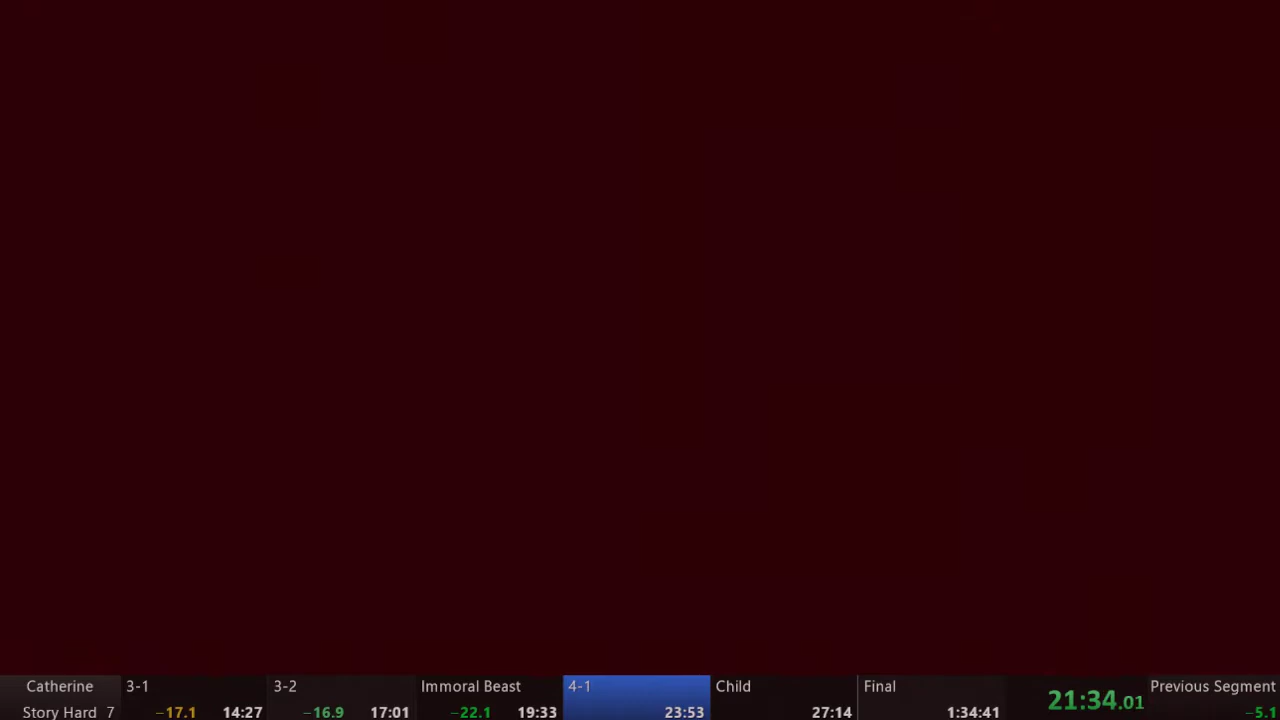 Catherine 3-1 3-2 Immoral Beast 4-1 Child Final 21:34.01 Previous Segment
Story Hard 7 −17.1 14:27 −16.9 17:01 −22.1 19:33 23:53 27:14 1:34:41 −5.1